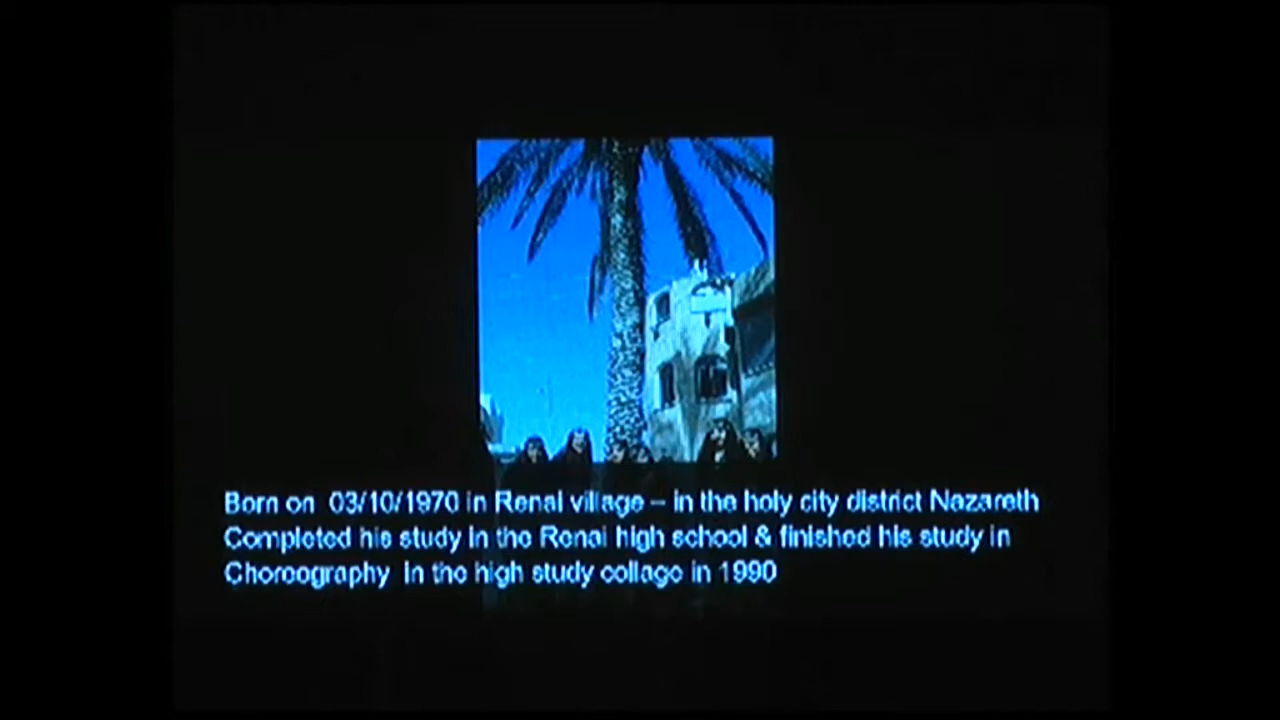 Born on 03/10/1970 in Renai village – in the holy city district Nazareth
Completed his study in the Renai high school & finished his study in
Choreography in the high study collage in 1990